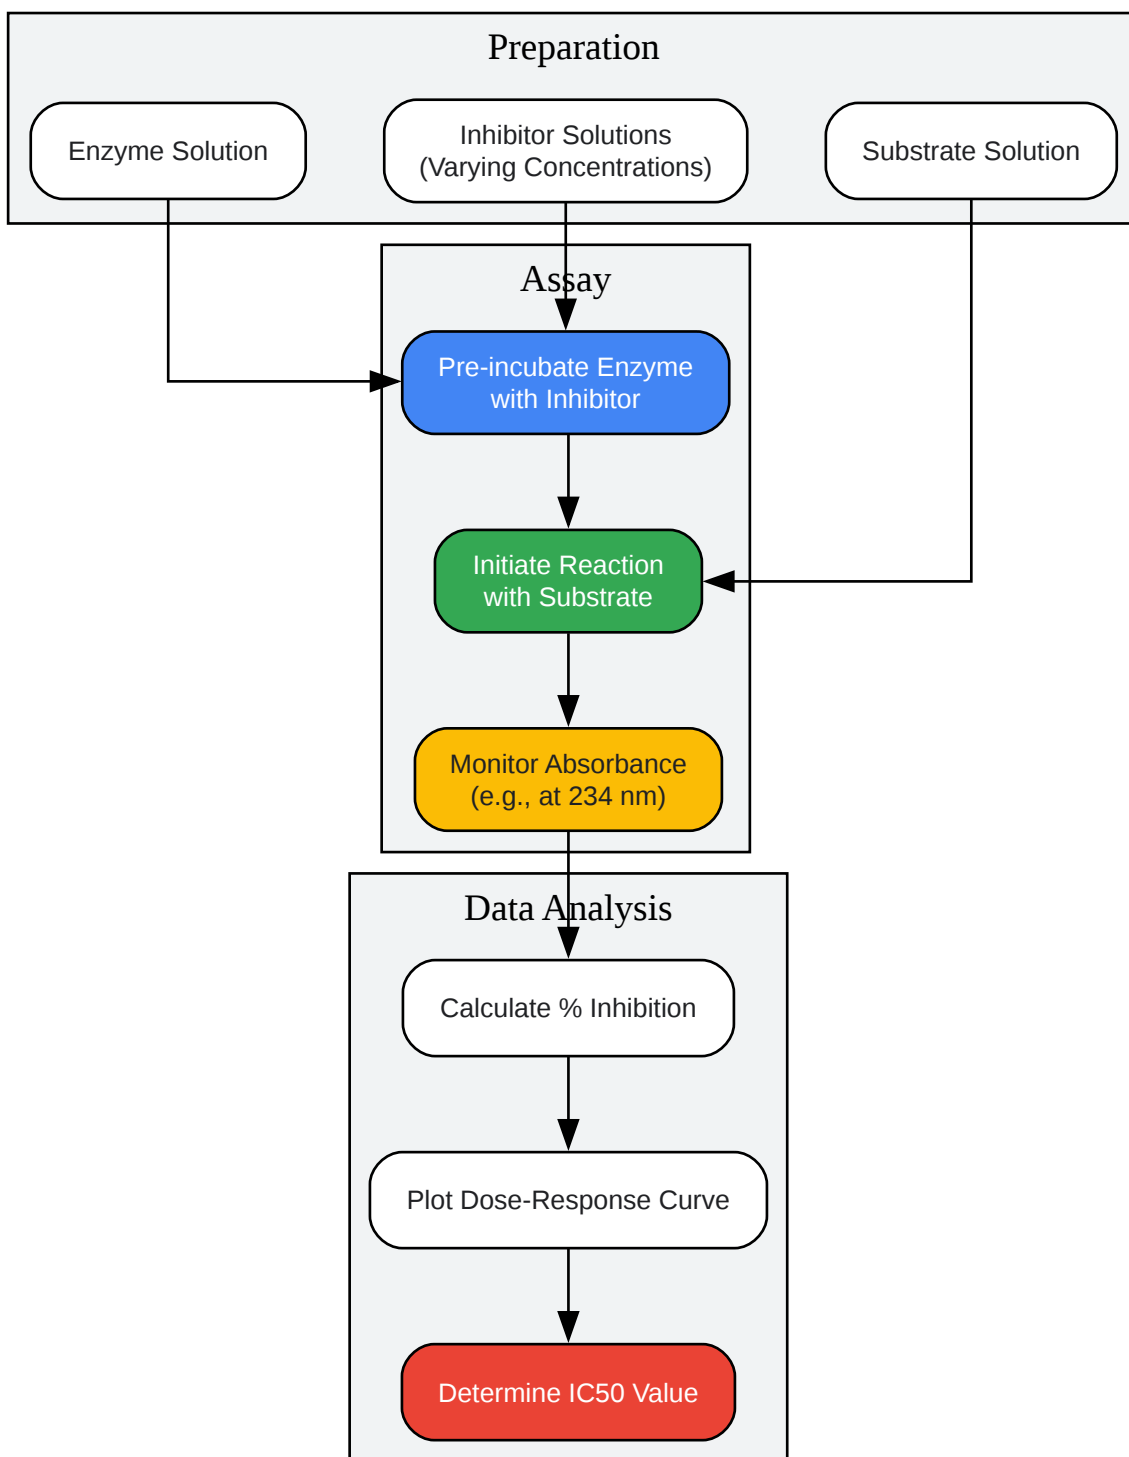 Preparation
Enzyme Solution
Inhibitor Solutions
(Varying Concentrations)
Substrate Solution
Assay
Pre-incubate Enzyme
with Inhibitor
Initiate Reaction
with Substrate
Monitor Absorbance
(e.g., at 234 nm)
Data Analysis
Calculate % Inhibition
Plot Dose-Response Curve
Determine IC50 Value